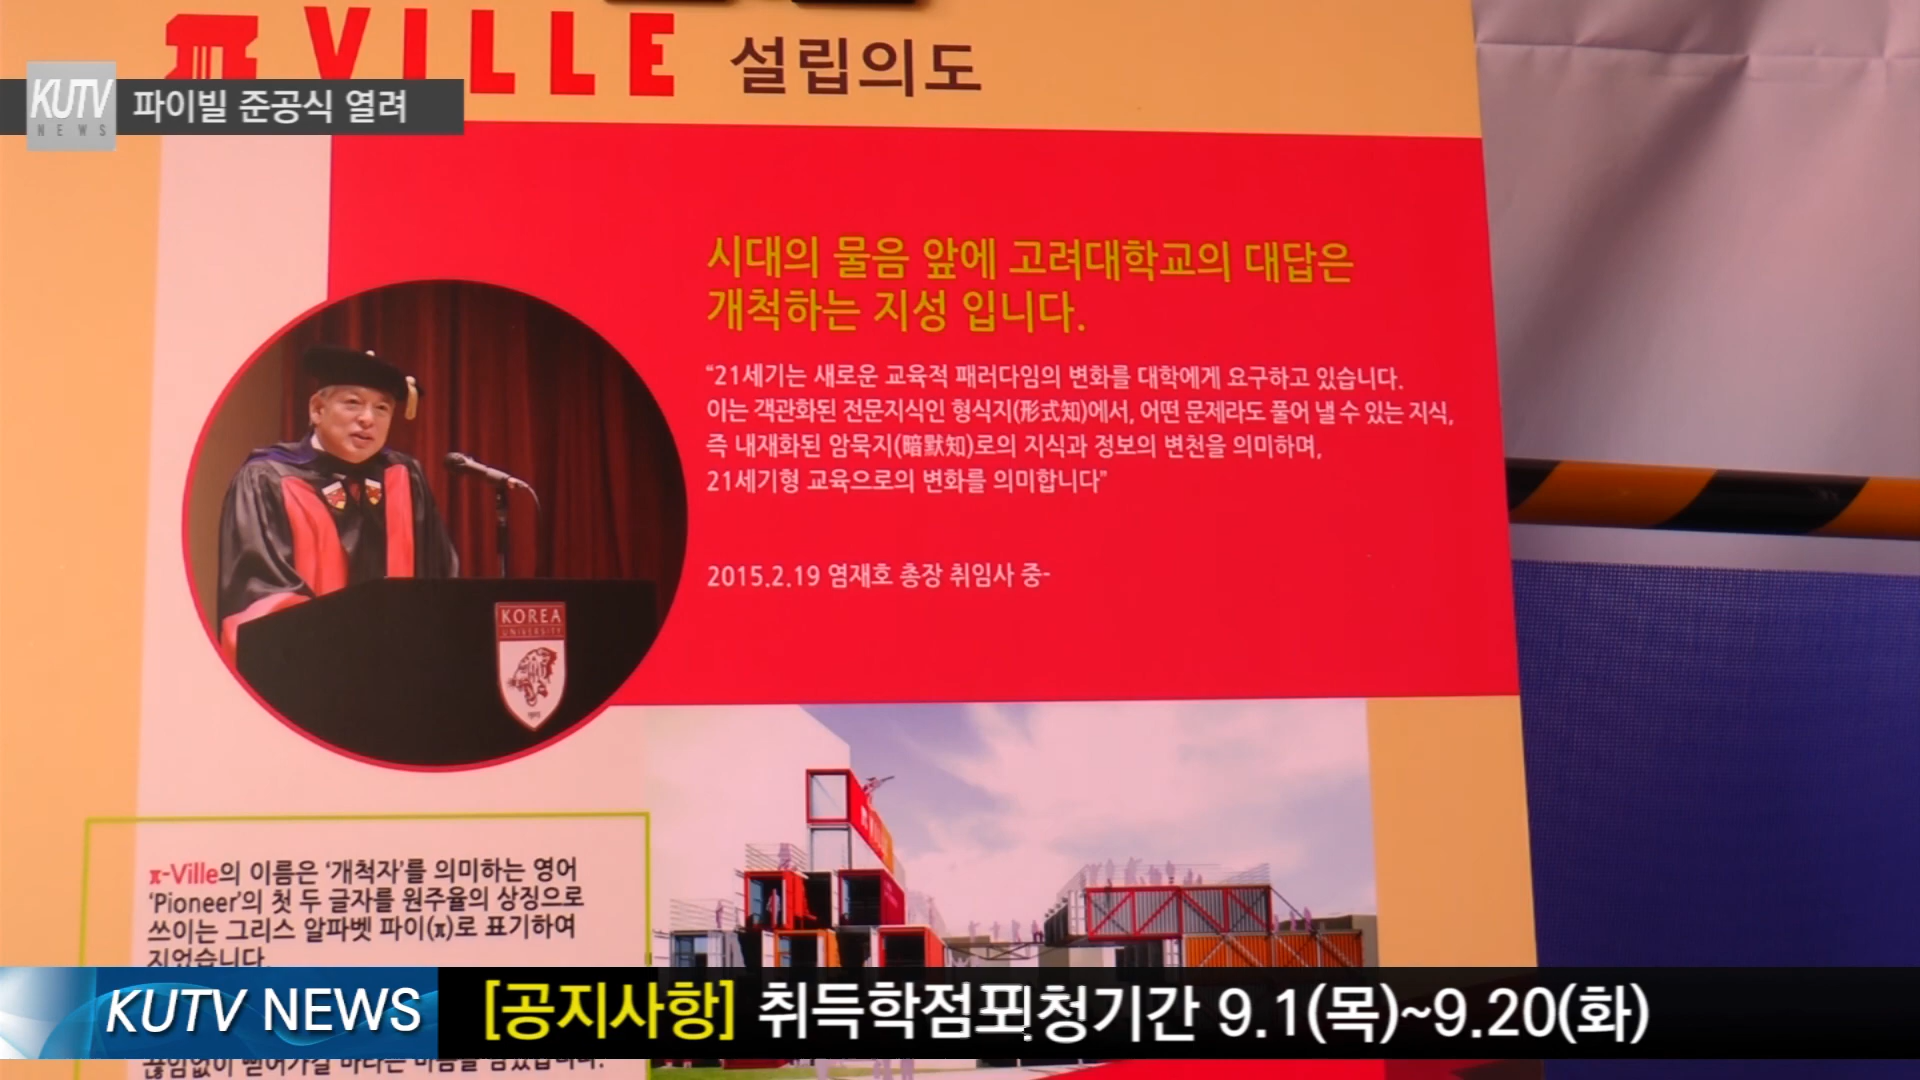 π VILLE 설립의도
KUTV NEWS
파이빌 준공식 열려
시대의 물음 앞에 고려대학교의 대답은
개척하는 지성 입니다.
“21세기는 새로운 교육적 패러다임의 변화를 대학에게 요구하고 있습니다.
이는 객관화된 전문지식인 형식지(形式知)에서, 어떤 문제라도 풀어 낼 수 있는 지식,
즉 내재화된 암묵지(暗默知)로의 지식과 정보의 변천을 의미하며,
21세기형 교육으로의 변화를 의미합니다”
2015.2.19 염재호 총장 취임사 중-
KOREA
UNIVERSITY
π-Ville의 이름은 ‘개척자’를 의미하는 영어
‘Pioneer’의 첫 두 글자를 원주율의 상징으로
쓰이는 그리스 알파벳 파이(π)로 표기하여
지었습니다.
KUTV NEWS
[공지사항] 취득학점포 청기간 9.1(목)~9.20(화)